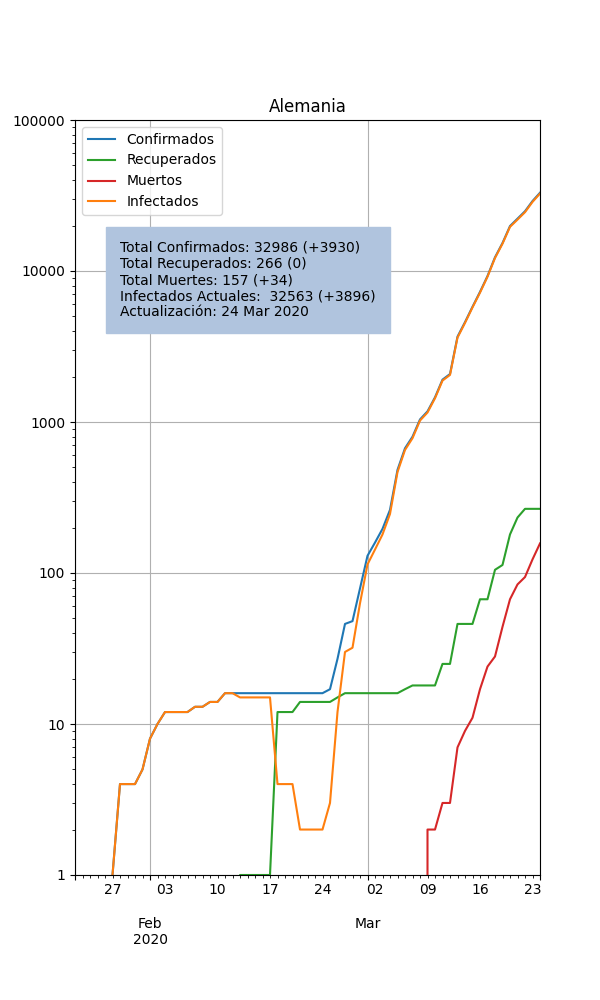 Alemania
100000
10000
1000
100
10
1
Confirmados
Recuperados
Muertos
Infectados
Total Confirmados: 32986 (+3930)
Total Recuperados: 266 (0)
Total Muertes: 157 (+34)
Infectados Actuales:  32563 (+3896)
Actualización: 24 Mar 2020
27 03 10 17 24 02 09 16 23
Feb Mar
2020